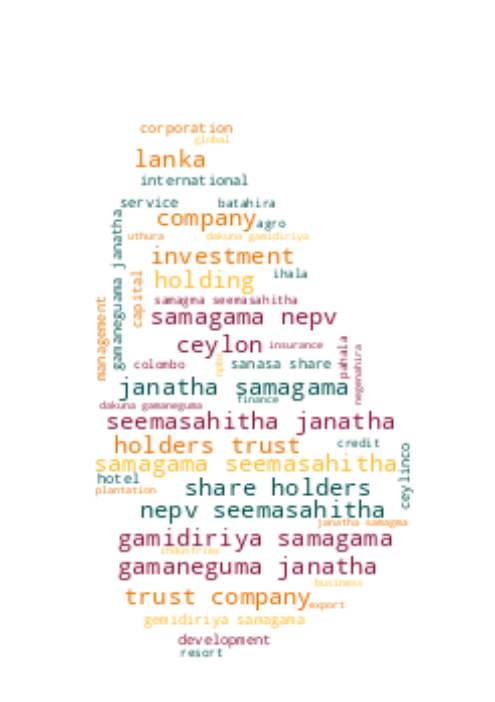 corporation
global
lanka
international
service
batahira
company
agro
uthura
dakuna gamidiriya
gamaneguama janatha
investment
ihala
holding
capital
management
samagma seemasahitha
samagama nepv
ceylon
insurance
pahala
negenahira
colombo
npbs
sanasa share
janatha samagama
finance
dakuna gamaneguma
seemasahitha janatha
holders trust
credit
samagama seemasahitha
ceylinco
hotel
plantation
share holders
nepv seemasahitha
janatha samagma
gamidiriya samagama
industries
gamaneguma janatha
business
trust company
export
gemidiriya samagama
development
resort